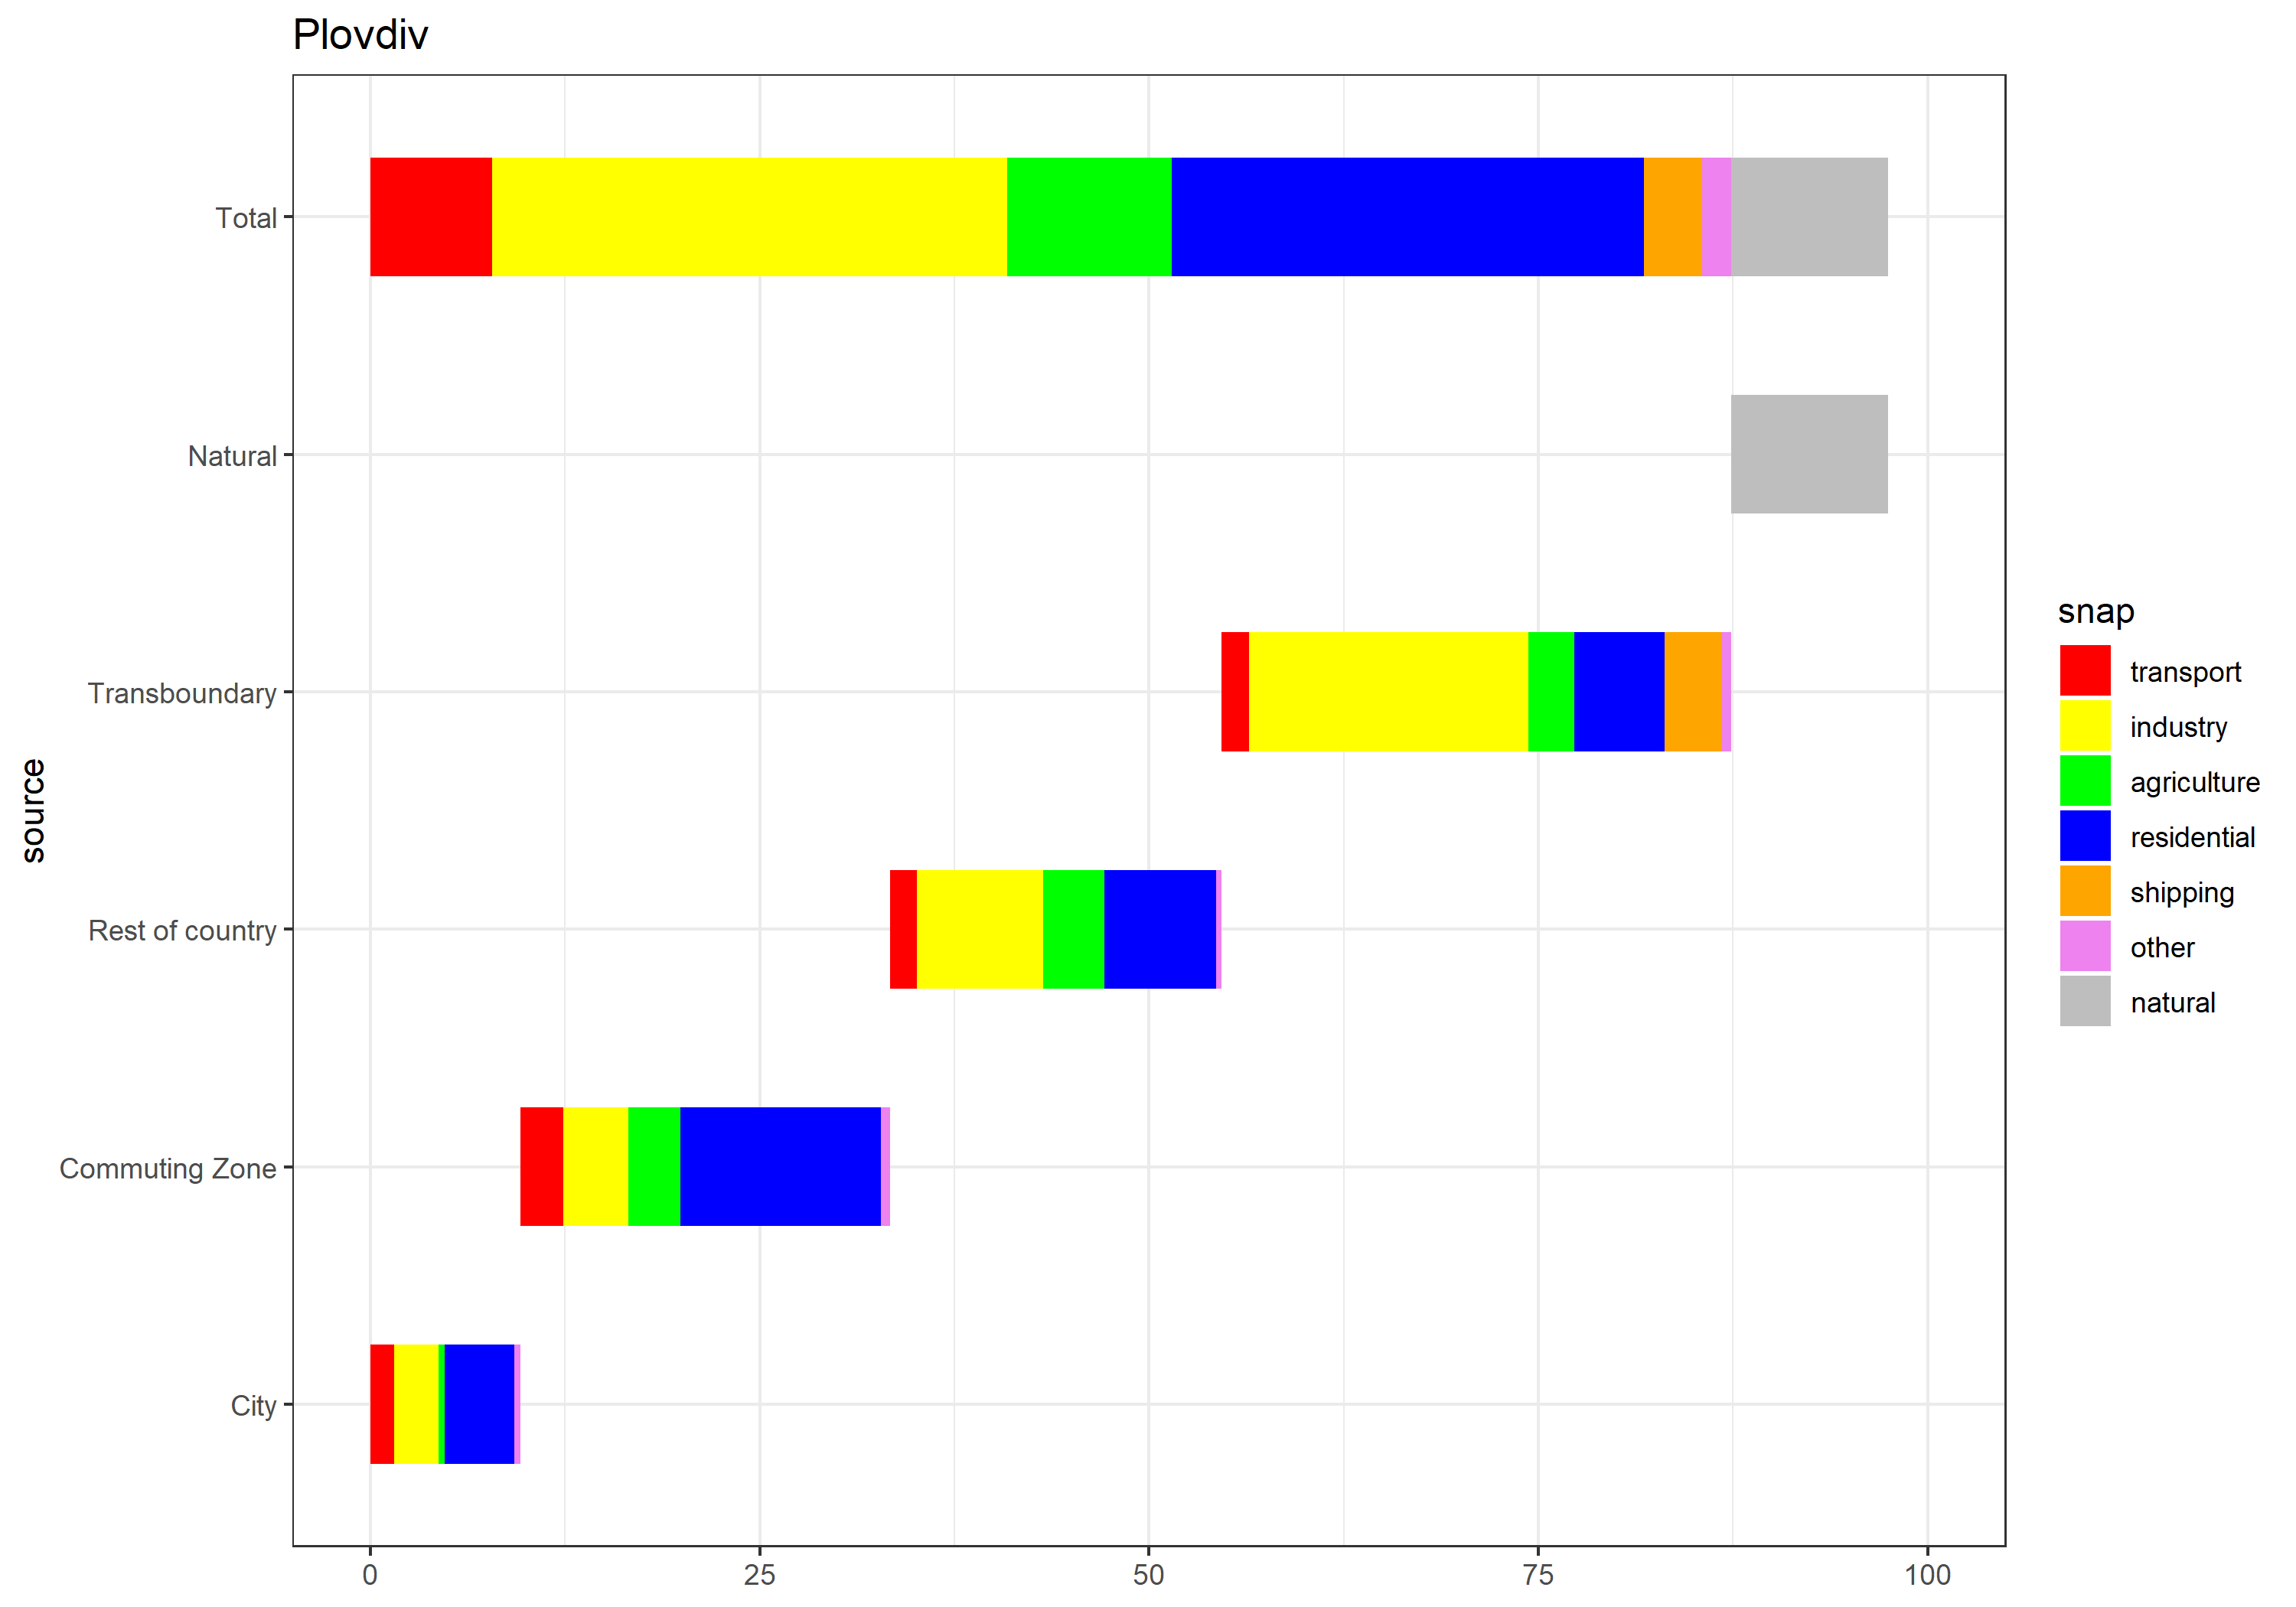 Plovdiv
Total
Natural
Transboundary
Rest of country
Commuting Zone
City
source
0 25 50 75 100
snap
transport
industry
agriculture
residential
shipping
other
natural